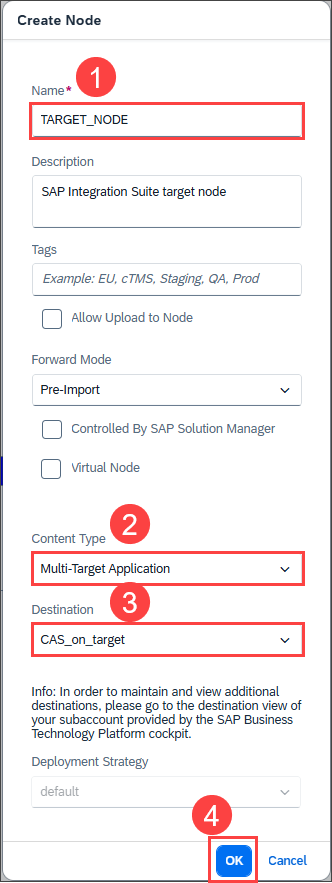 Create Node
1
Name*
TARGET_NODE
Description
SAP Integration Suite target node
Tags
Example: EU, cTMS, Staging, QA, Prod
Allow Upload to Node
Forward Mode
Pre-Import
Controlled By SAP Solution Manager
Virtual Node
2
Content Type
Multi-Target Application
3
Destination
CAS_on_target
Info: In order to maintain and view additional
destinations, please go to the destination view of
your subaccount provided by the SAP Business
Technology Platform cockpit.
Deployment Strategy
default
4
OK Cancel